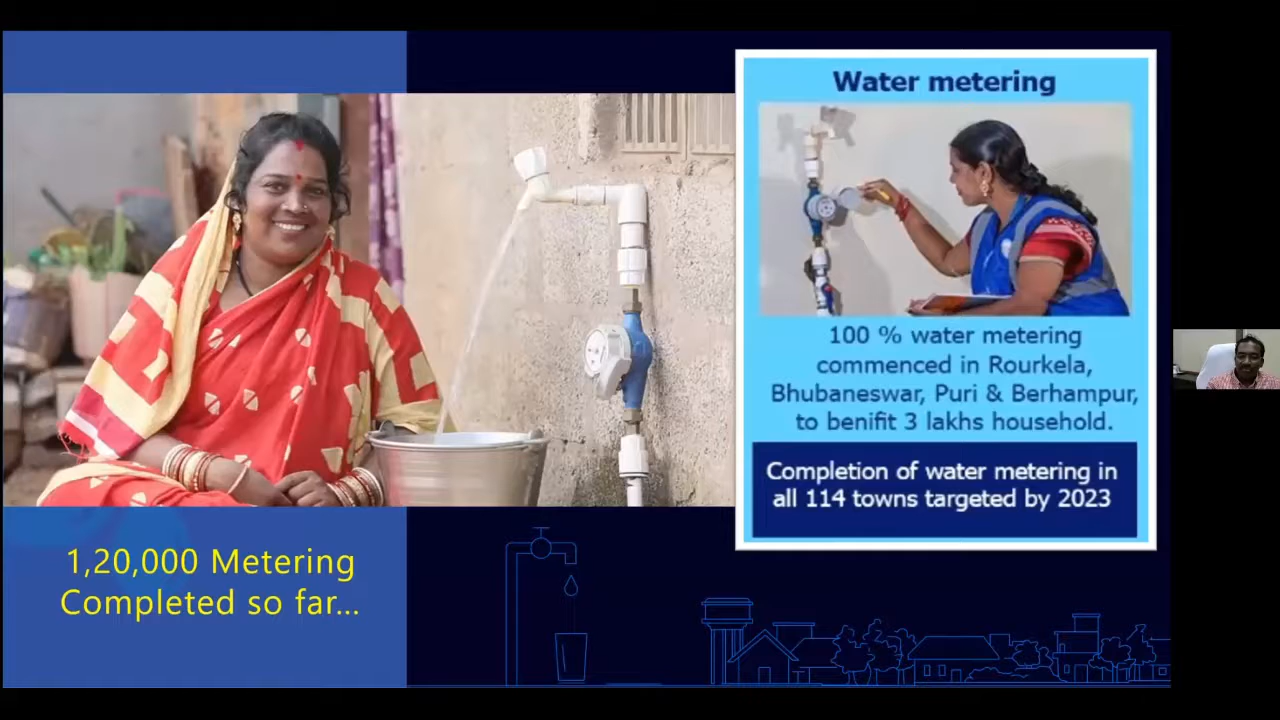 Water metering
100 % water metering
commenced in Rourkela,
Bhubaneswar, Puri & Berhampur,
to benifit 3 lakhs household.
Completion of water metering in
all 114 towns targeted by 2023
1,20,000 Metering
Completed so far...